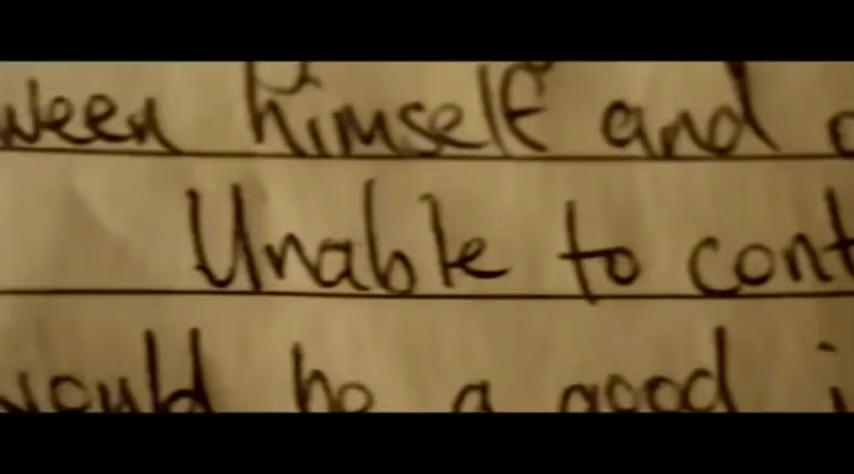 ween himself and
Unable to cont
would be a good i